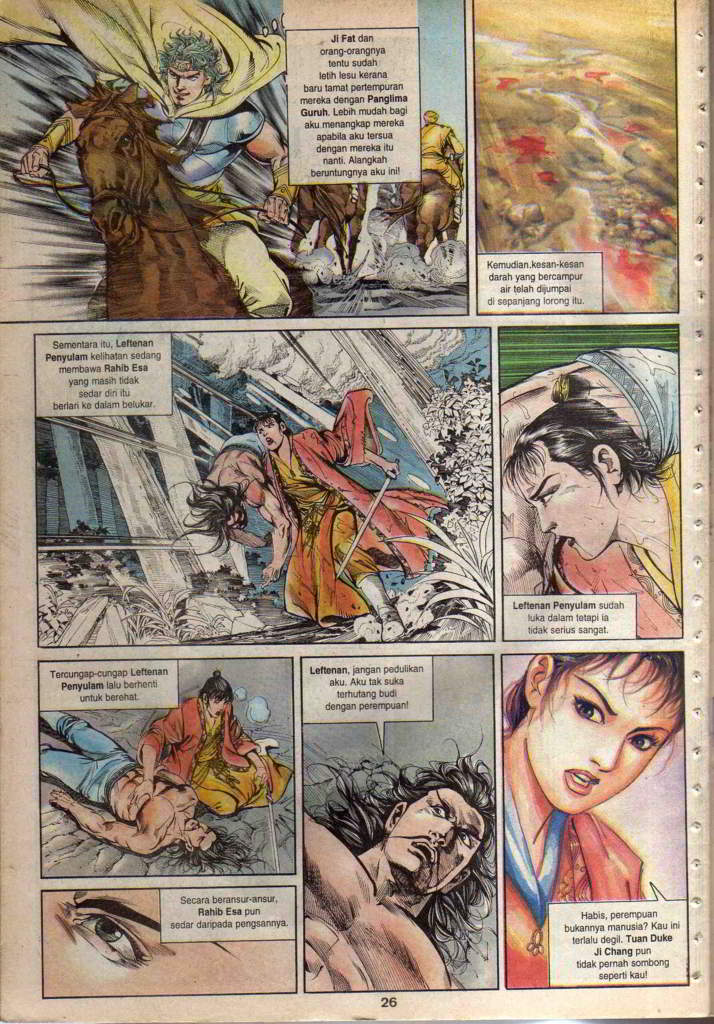 Ji Fat dan
orang-orangnya
tentu sudah
letih lesu kerana
baru tamat pertempuran
mereka dengan Panglima
Guruh. Lebih mudah bagi
aku menangkap mereka
apabila aku tersua
dengan mereka itu
nanti. Alangkah
beruntungnya aku ini!
Kemudian,kesan-kesan
darah yang bercampur
air telah dijumpai
di sepanjang lorong itu.
Sementara itu, Leftenan
Penyulam kelihatan sedang
membawa Rahib Esa
yang masih tidak
sedar diri itu
berlari ke dalam belukar.
Leftenan Penyulam sudah
luka dalam tetapi ia
tidak serius sangat.
Tercungap-cungap Leftenan
Penyulam lalu berhenti
untuk berehat.
Secara beransur-ansur,
Rahib Esa pun
sedar daripada pengsannya.
Leftenan, jangan pedulikan
aku. Aku tak suka
terhutang budi
dengan perempuan!
Habis, perempuan
bukannya manusia? Kau ini
terlalu degil. Tuan Duke
Ji Chang pun
tidak pernah sombong
seperti kau!
26